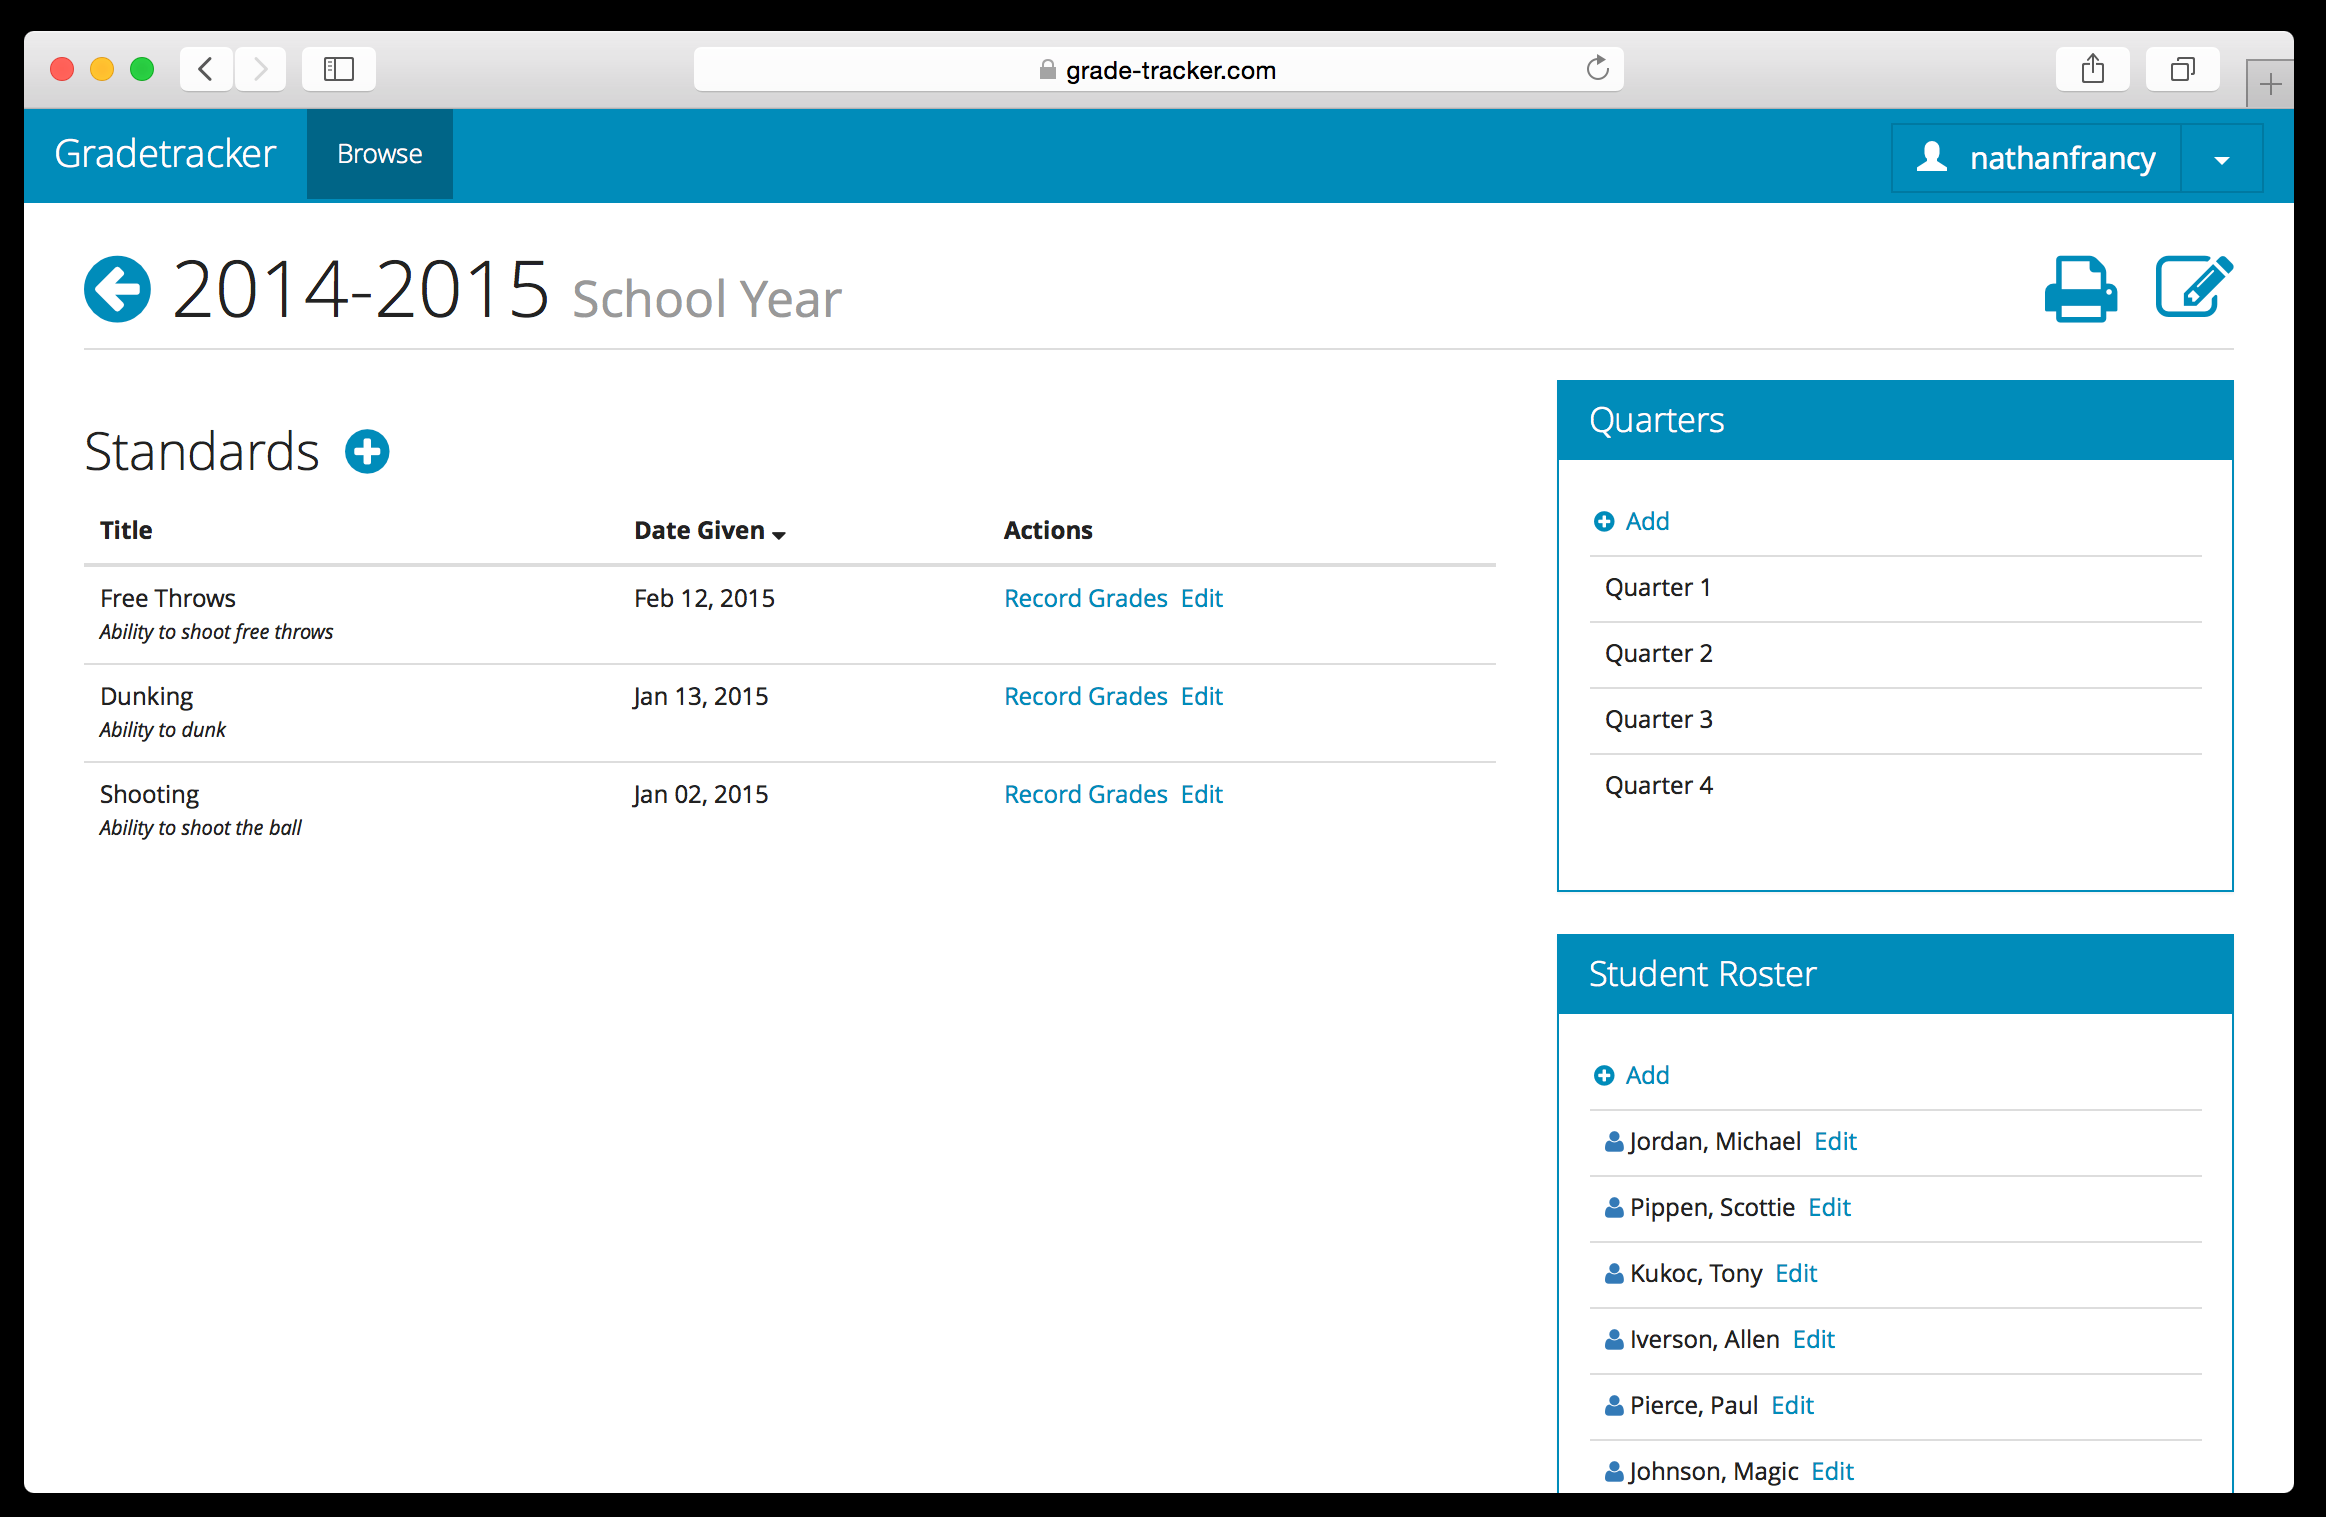 grade-tracker.com
Gradetracker Browse nathanfrancy
2014-2015 School Year
Standards
Title Date Given Actions
Free Throws Feb 12, 2015 Record Grades Edit
Ability to shoot free throws
Dunking Jan 13, 2015 Record Grades Edit
Ability to dunk
Shooting Jan 02, 2015 Record Grades Edit
Ability to shoot the ball
Quarters
Add
Quarter 1
Quarter 2
Quarter 3
Quarter 4
Student Roster
Add
Jordan, Michael Edit
Pippen, Scottie Edit
Kukoc, Tony Edit
Iverson, Allen Edit
Pierce, Paul Edit
Johnson, Magic Edit